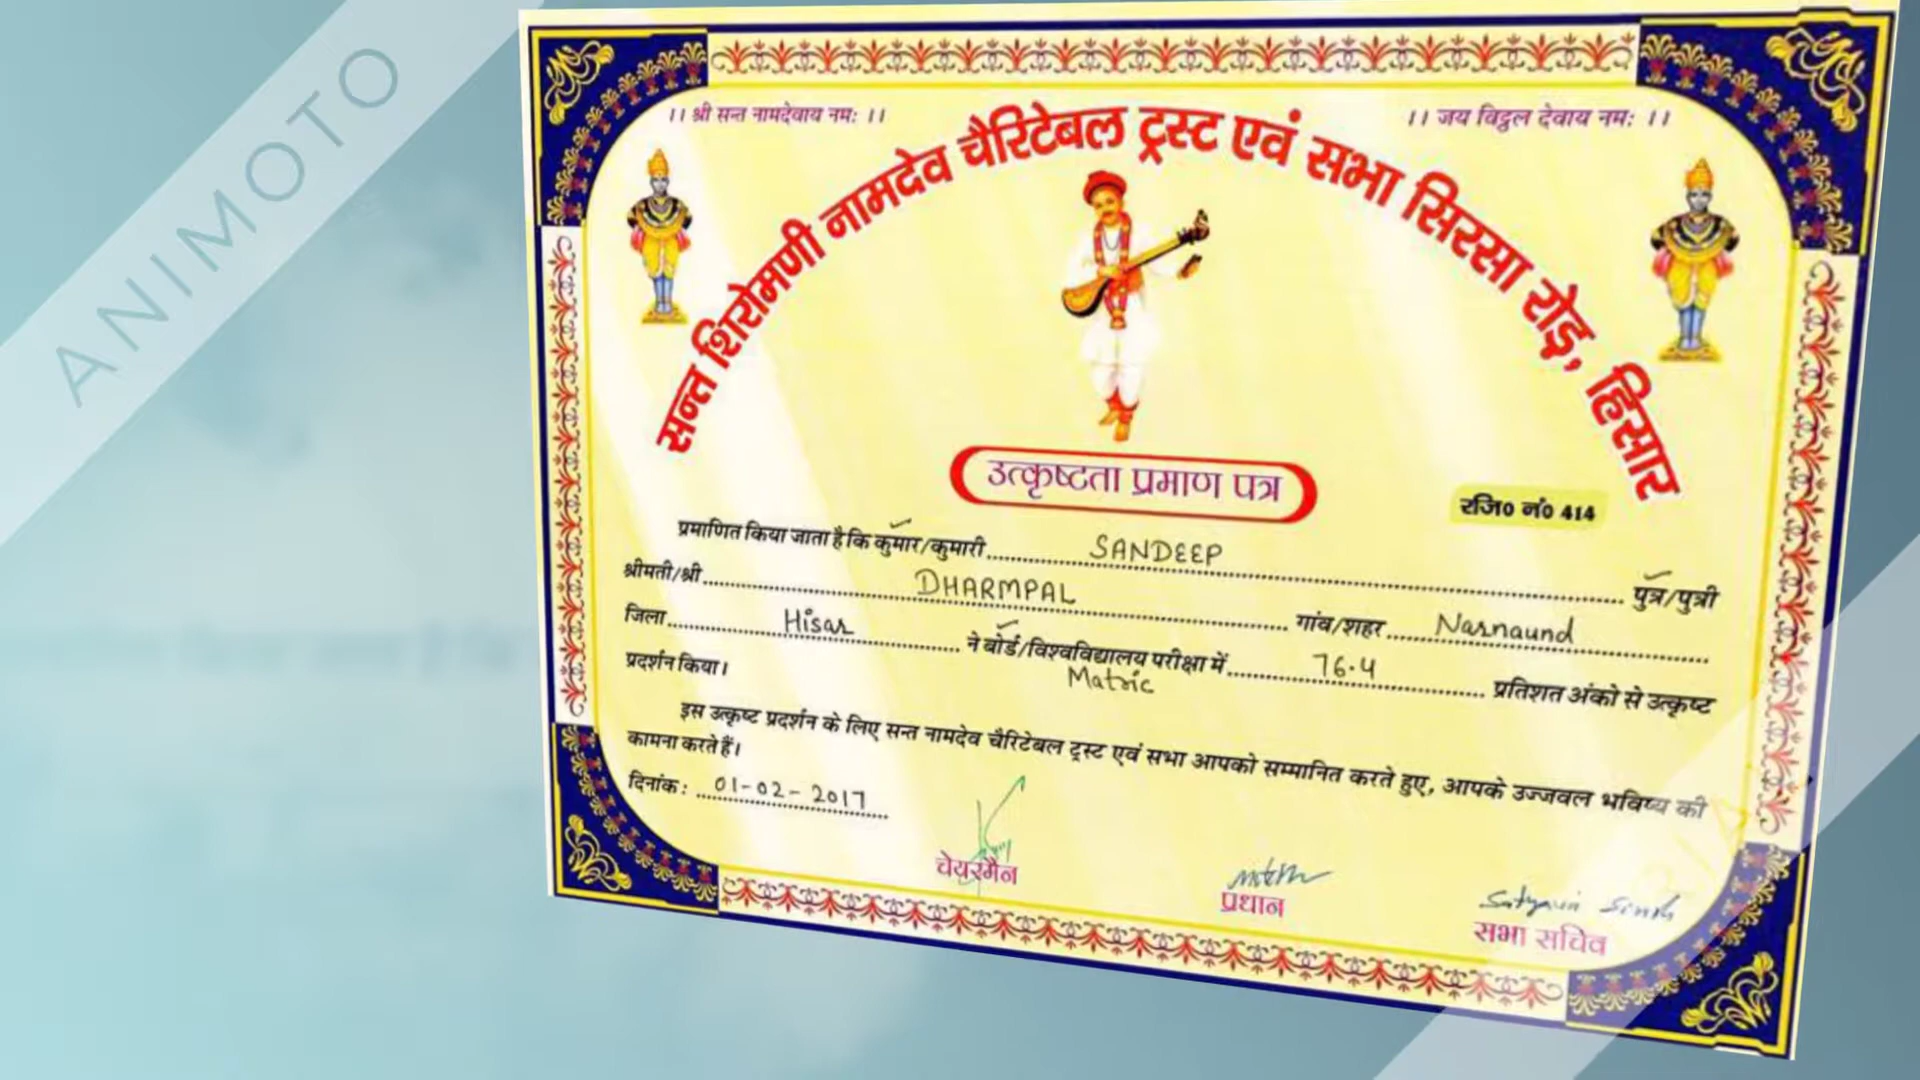 ANIMOTO
।। श्री सन्त नामदेवाय नमः ।।
।। जय विट्ठल देवाय नमः ।।
सन्त शिरोमणी नामदेव चैरिटेबल ट्रस्ट एवं सभा सिरसा रोड़, हिसार
उत्कृष्टता प्रमाण पत्र
रजि0 नं0 414
प्रमाणित किया जाता है कि कुमार/कुमारी SANDEEP पुत्र/पुत्री
श्रीमती/श्री DHARMPAL गांव/शहर Narnaund
जिला Hisar ने बोर्ड/विश्वविद्यालय परीक्षा में 76.4 प्रतिशत अंको से उत्कृष्ट
Matric
प्रदर्शन किया।
इस उत्कृष्ट प्रदर्शन के लिए सन्त नामदेव चैरिटेबल ट्रस्ट एवं सभा आपको सम्मानित करते हुए, आपके उज्जवल भविष्य की
कामना करते हैं।
दिनांक: 01-02-2017
चेयरमैन
प्रधान
सभा सचिव